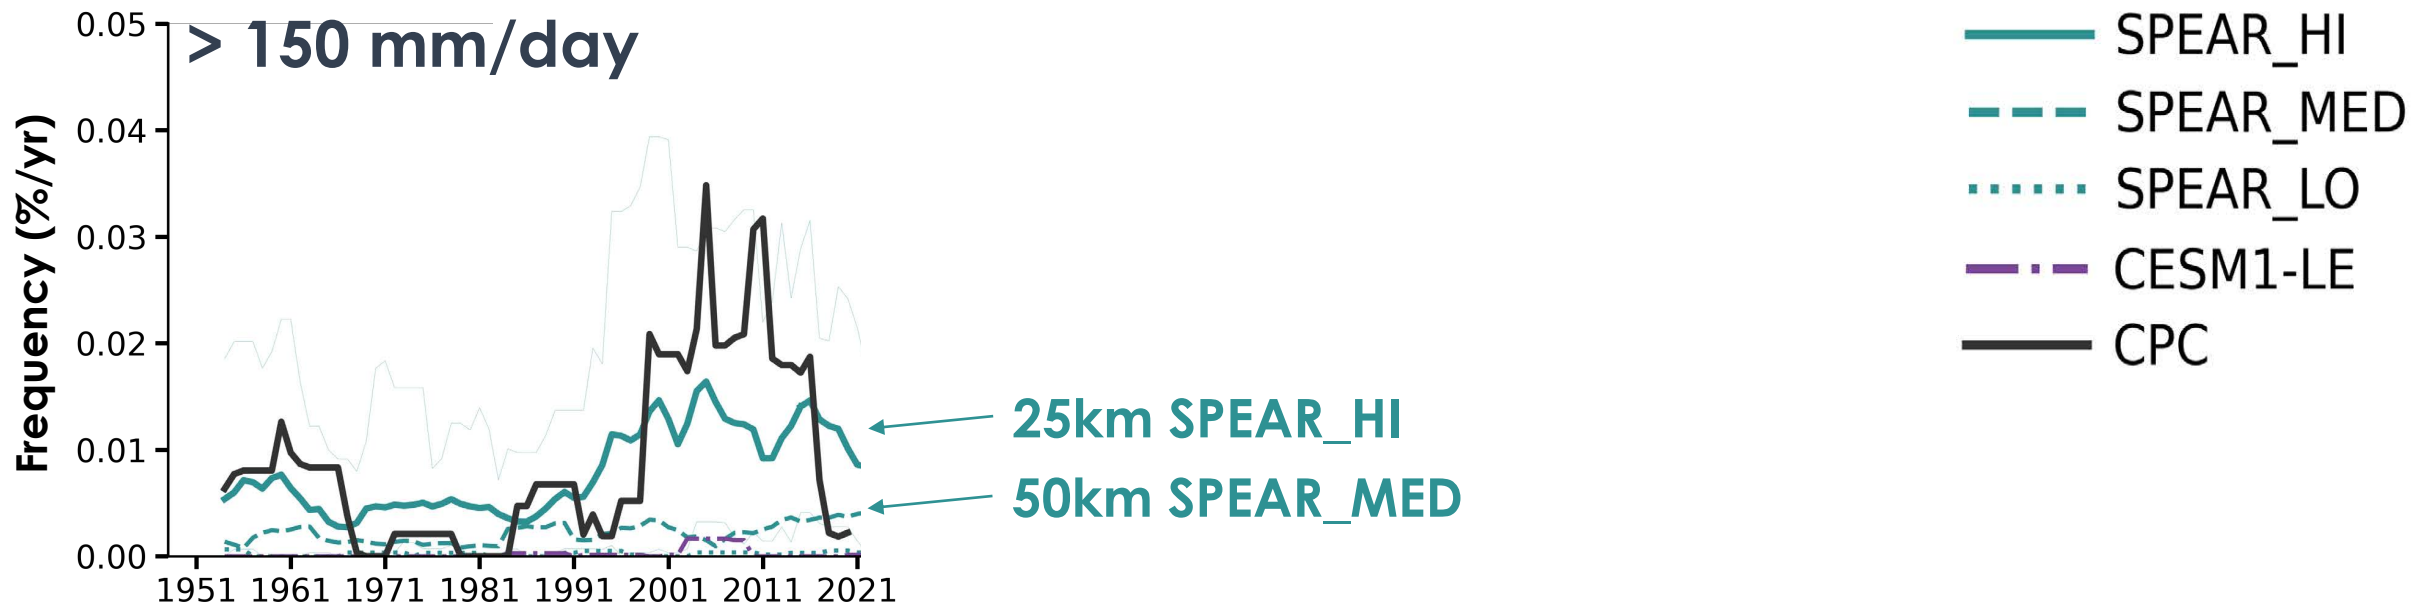 > 150 mm/day
Frequency (%/yr)
0.05
0.04
0.03
0.02
0.01
0.00
1951 1961 1971 1981 1991 2001 2011 2021
25km SPEAR_HI
50km SPEAR_MED
SPEAR_HI
SPEAR_MED
SPEAR_LO
CESM1-LE
CPC